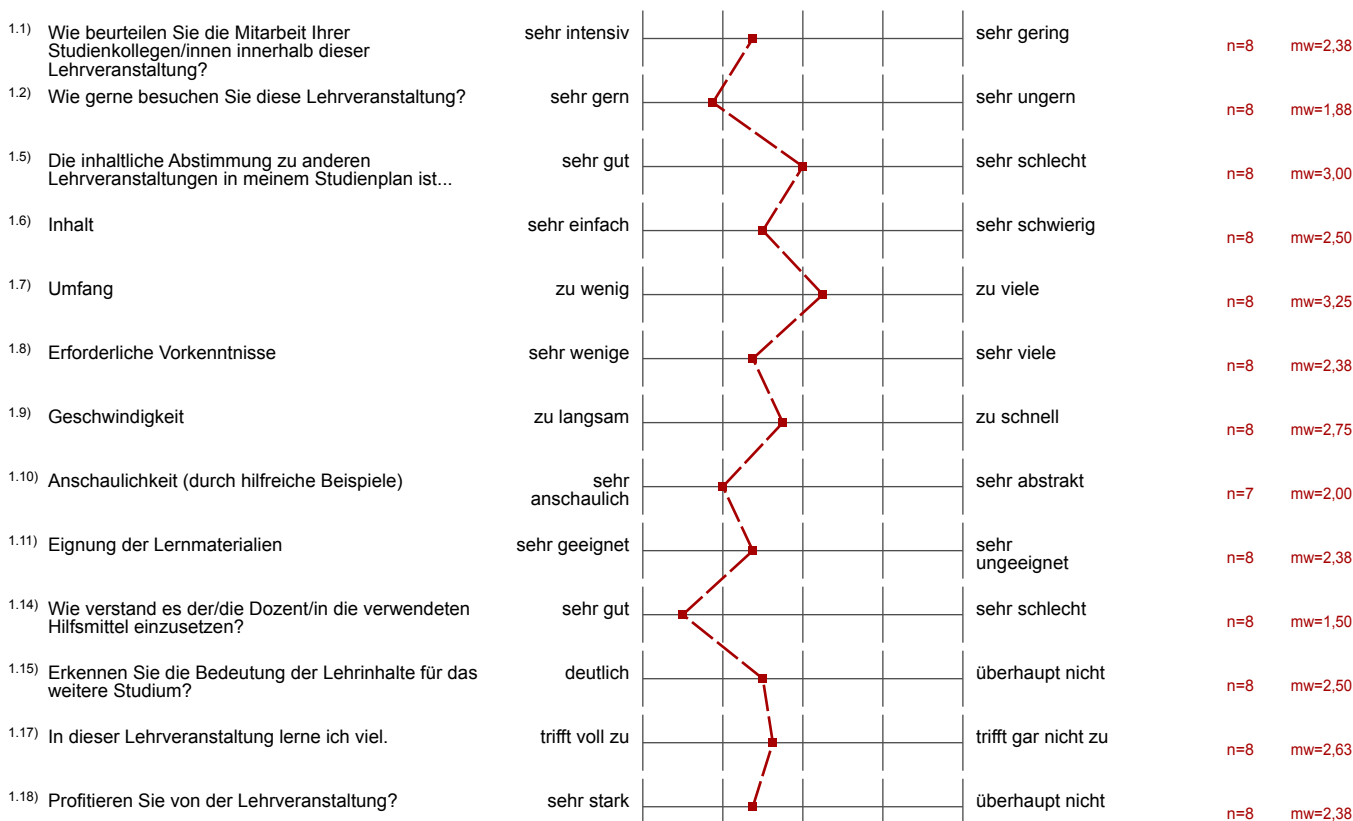 1.1) Wie beurteilen Sie die Mitarbeit Ihrer
Studienkollegen/innen innerhalb dieser
Lehrveranstaltung?
sehr intensiv
sehr gering
n=8 mw=2,38
1.2) Wie gerne besuchen Sie diese Lehrveranstaltung?
sehr gern
sehr ungern
n=8 mw=1,88
1.5) Die inhaltliche Abstimmung zu anderen
Lehrveranstaltungen in meinem Studienplan ist...
sehr gut
sehr schlecht
n=8 mw=3,00
1.6) Inhalt
sehr einfach
sehr schwierig
n=8 mw=2,50
1.7) Umfang
zu wenig
zu viele
n=8 mw=3,25
1.8) Erforderliche Vorkenntnisse
sehr wenige
sehr viele
n=8 mw=2,38
1.9) Geschwindigkeit
zu langsam
zu schnell
n=8 mw=2,75
1.10) Anschaulichkeit (durch hilfreiche Beispiele)
sehr
anschaulich
sehr abstrakt
n=7 mw=2,00
1.11) Eignung der Lernmaterialien
sehr geeignet
sehr
ungeeignet
n=8 mw=2,38
1.14) Wie verstand es der/die Dozent/in die verwendeten
Hilfsmittel einzusetzen?
sehr gut
sehr schlecht
n=8 mw=1,50
1.15) Erkennen Sie die Bedeutung der Lehrinhalte für das
weitere Studium?
deutlich
überhaupt nicht
n=8 mw=2,50
1.17) In dieser Lehrveranstaltung lerne ich viel.
trifft voll zu
trifft gar nicht zu
n=8 mw=2,63
1.18) Profitieren Sie von der Lehrveranstaltung?
sehr stark
überhaupt nicht
n=8 mw=2,38